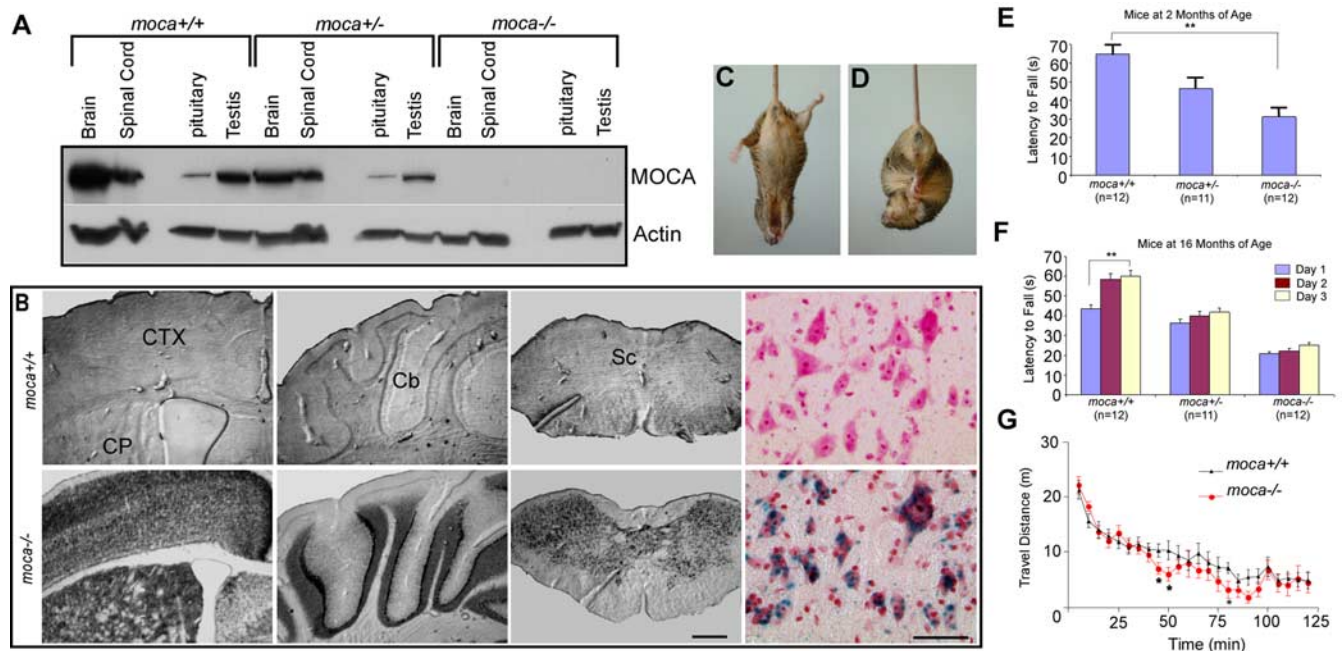 A
moca+/+ moca+/- moca-/-
Brain
Spinal Cord
pituitary
Testis
Brain
Spinal Cord
pituitary
Testis
Brain
Spinal Cord
pituitary
Testis
MOCA
Actin
B
moca+/+
CTX
CP
Cb
Sc
moca-/-
C
D
E
Mice at 2 Months of Age
**
Latency to Fall (s)
80
70
60
50
40
30
20
10
0
moca+/+ moca+/- moca-/-
(n=12) (n=11) (n=12)
F
Mice at 16 Months of Age
**
Day 1
Day 2
Day 3
Latency to Fall (s)
70
60
50
40
30
20
10
0
moca+/+ moca+/- moca-/-
(n=12) (n=11) (n=12)
G
moca+/+
moca-/-
Travel Distance (m)
30
20
10
0
* * *
25 50 75 100 125
Time (min)